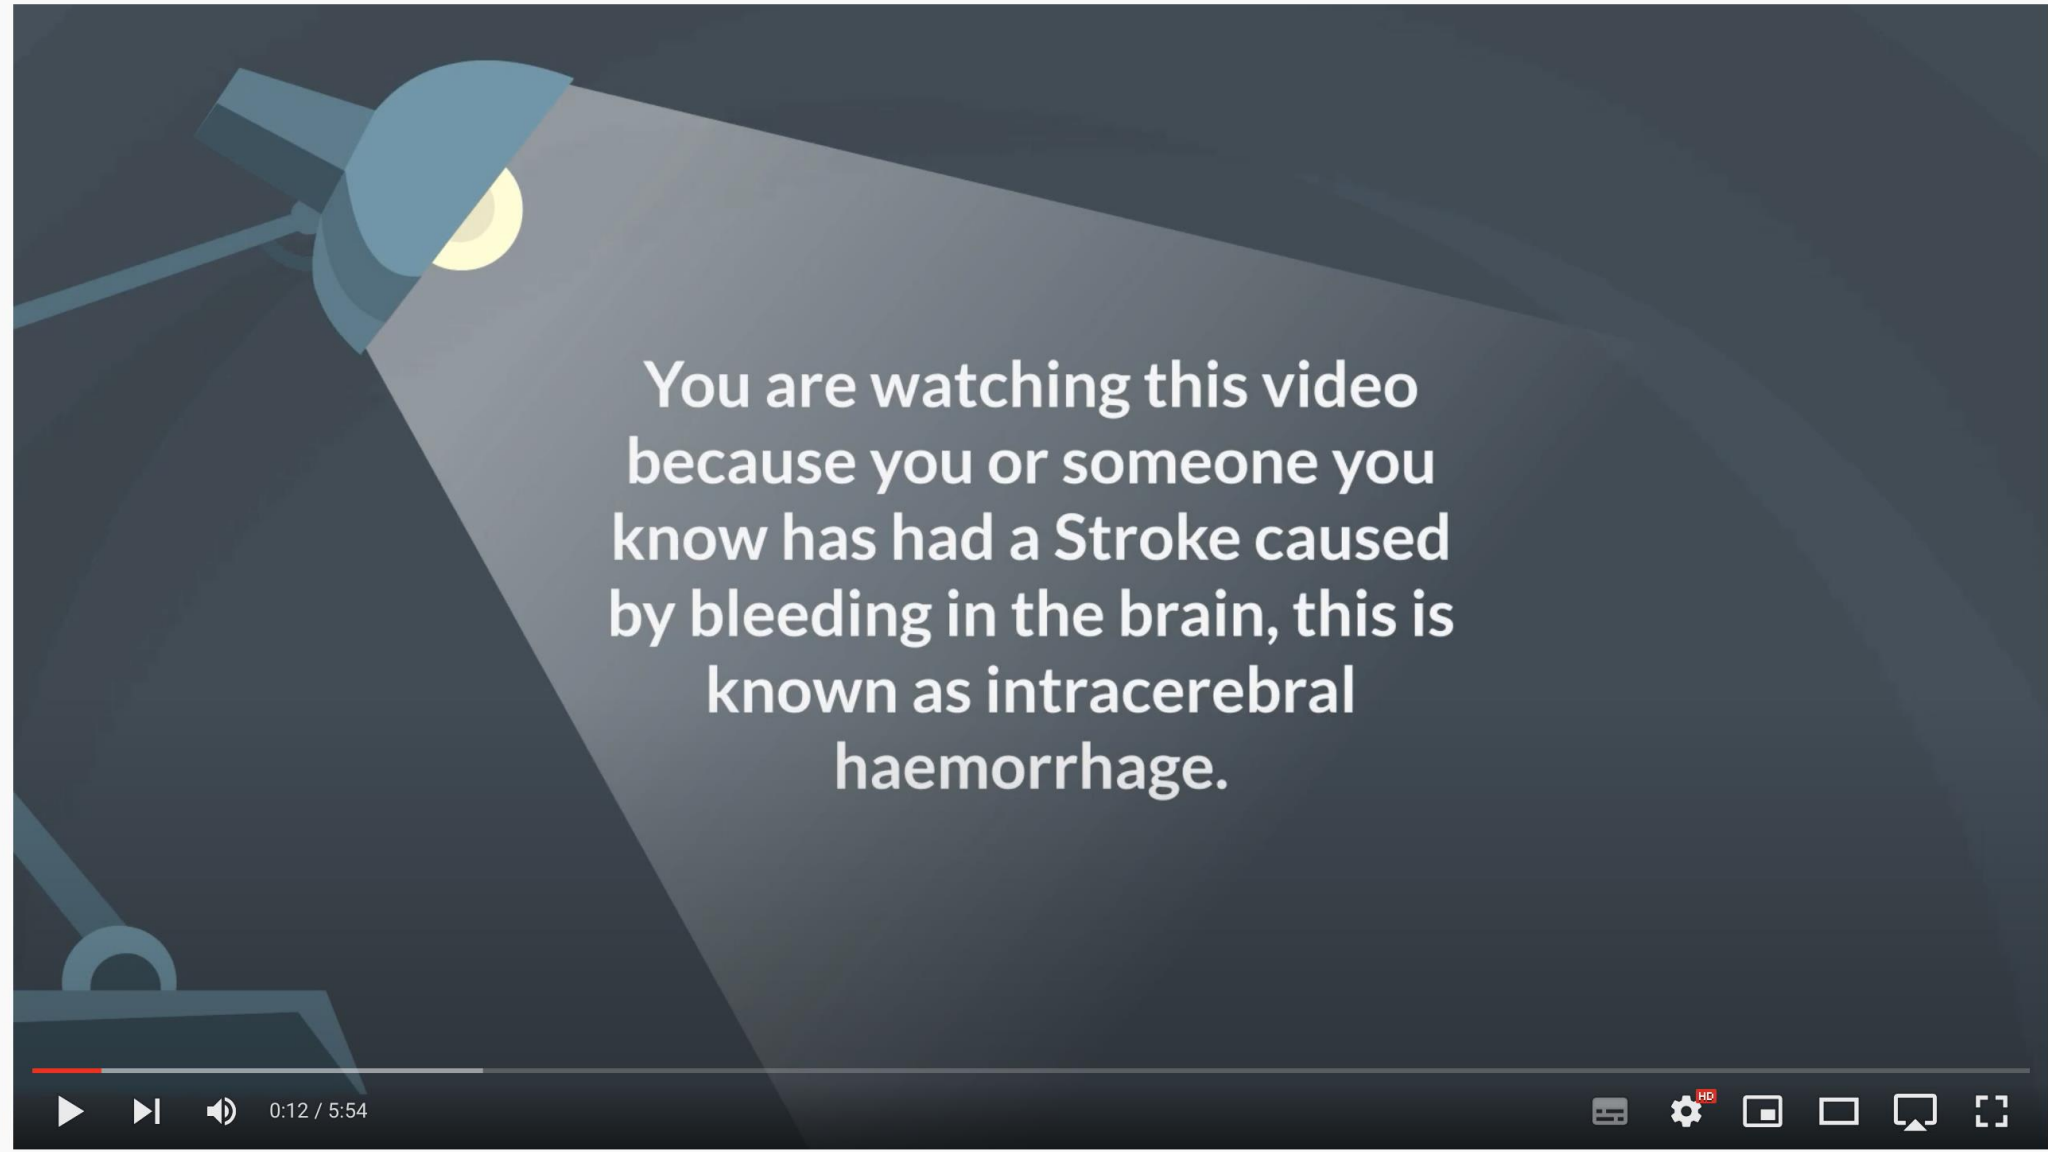 You are watching this video
because you or someone you
know has had a Stroke caused
by bleeding in the brain, this is
known as intracerebral
haemorrhage.
0:12 / 5:54
HD